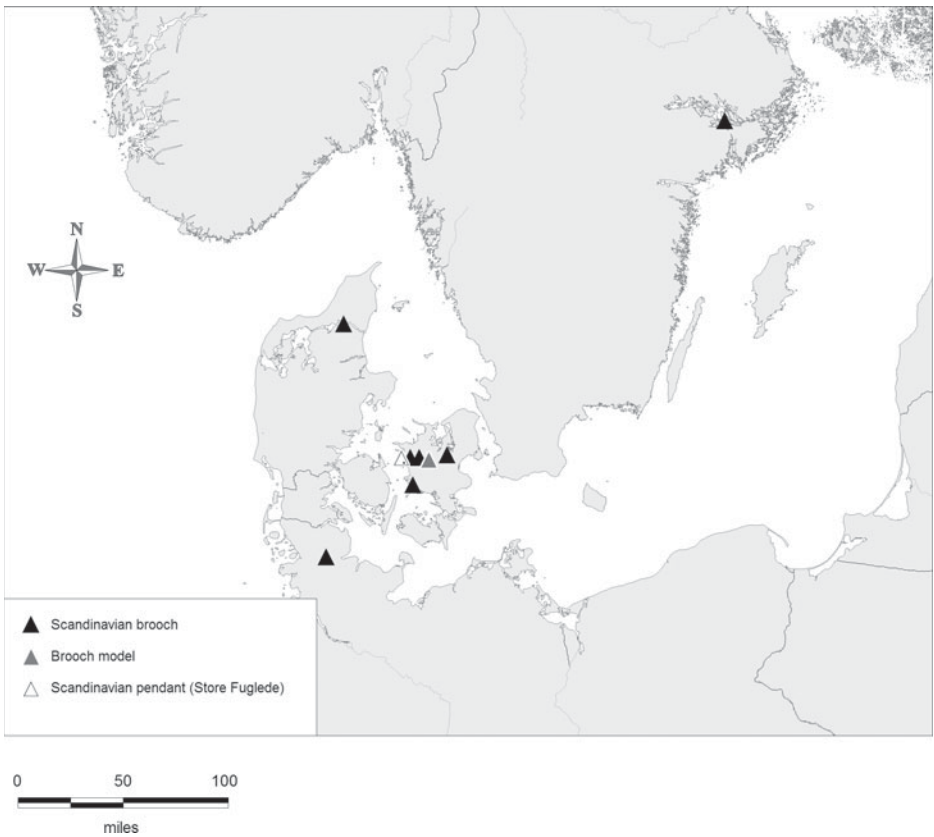 N
W E
S
Scandinavian brooch
Brooch model
Scandinavian pendant (Store Fuglede)
0 50 100
miles